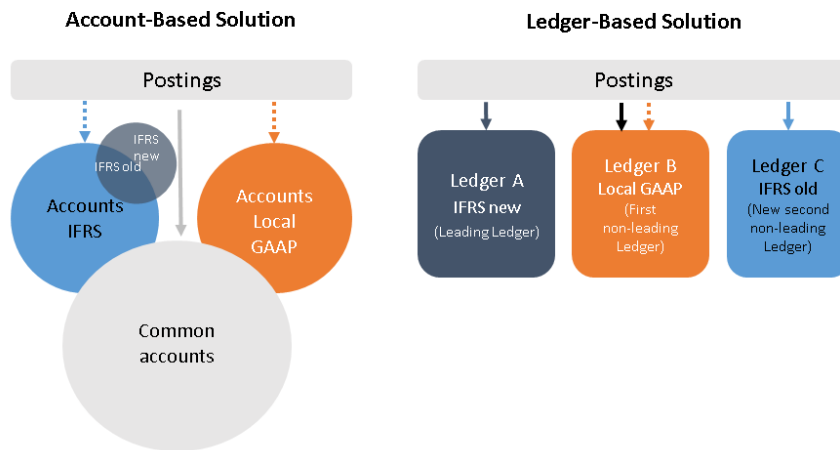 Account-Based Solution
Postings
IFRS
new
IFRS old
Accounts
IFRS
Accounts
Local
GAAP
Common
accounts
Ledger-Based Solution
Postings
Ledger A
IFRS new
(Leading Ledger)
Ledger B
Local GAAP
(First
non-leading
Ledger)
Ledger C
IFRS old
(New second
non-leading
Ledger)